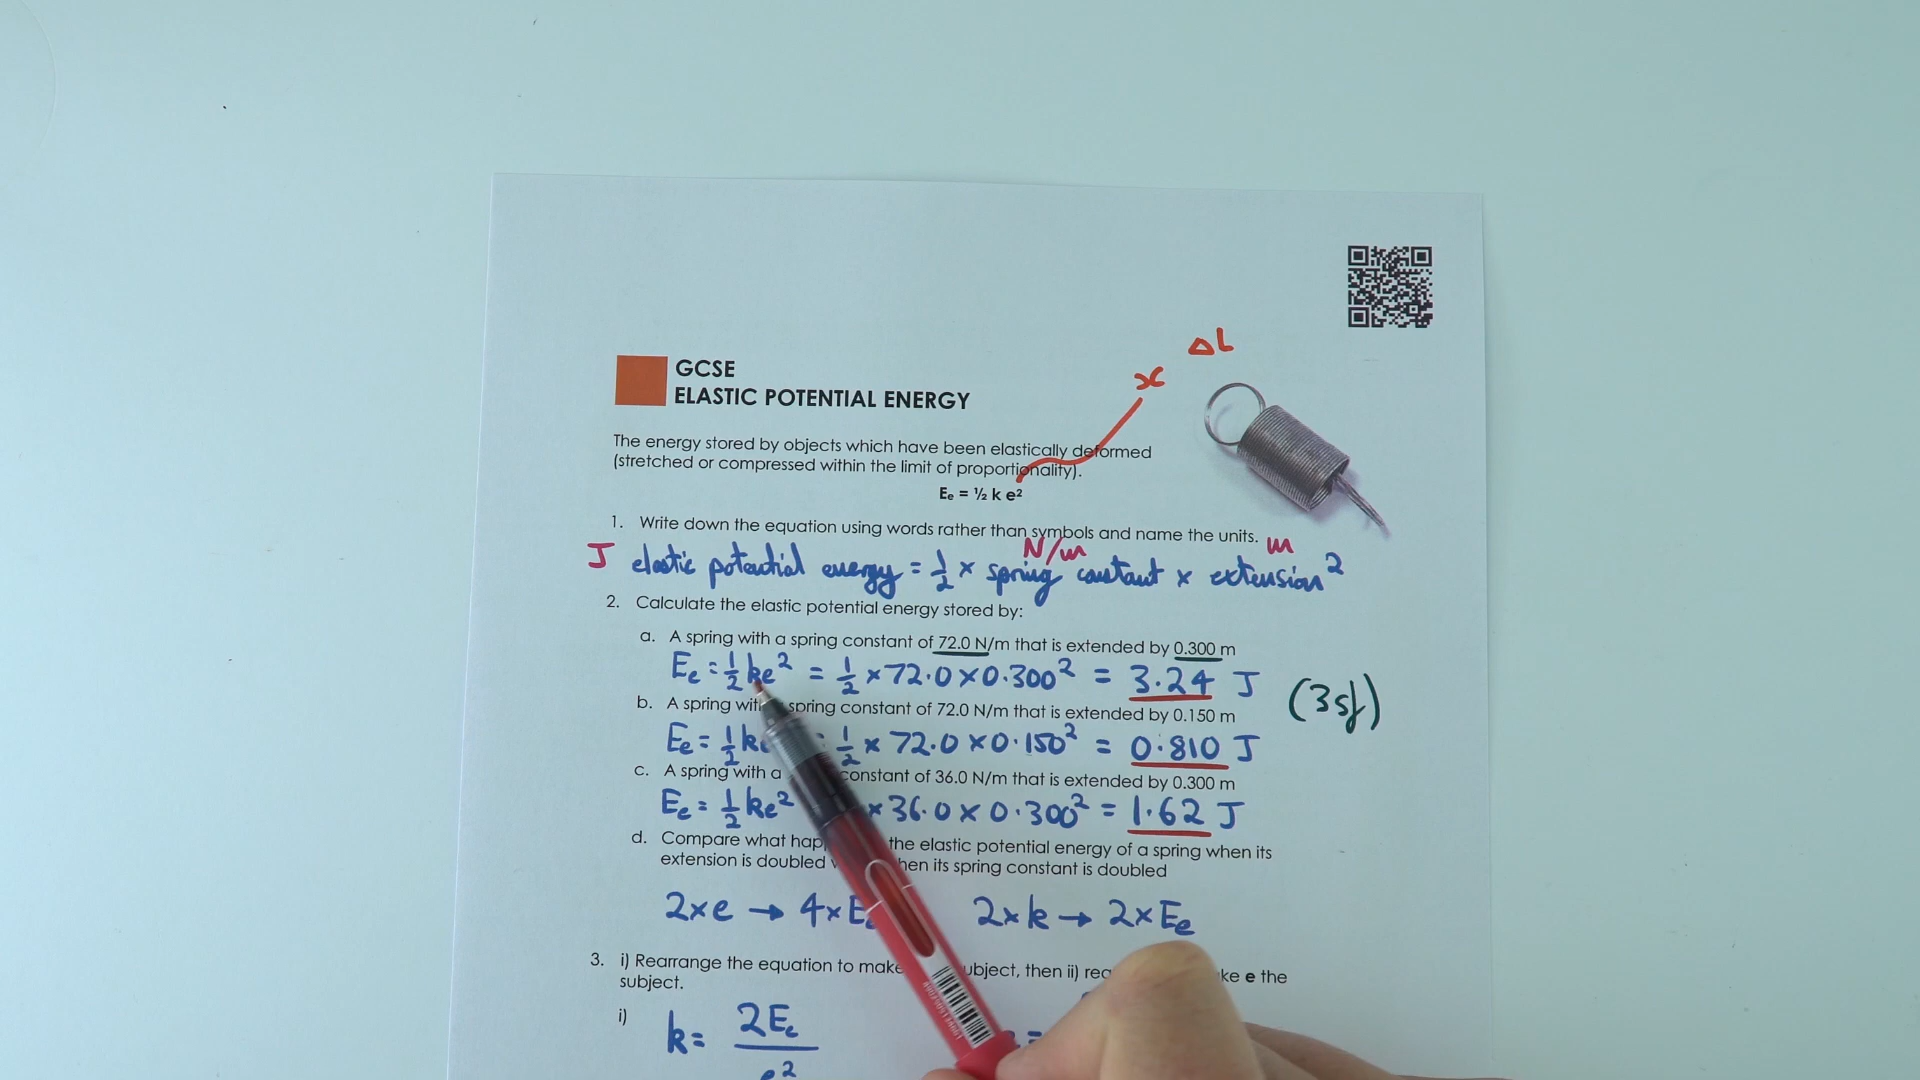 ΔL
x
GCSE
ELASTIC POTENTIAL ENERGY
The energy stored by objects which have been elastically deformed
(stretched or compressed within the limit of proportionality).
Eₑ = ½ k e²
1. Write down the equation using words rather than symbols and name the units.
J N/m m
elastic potential energy = 1/2 × spring constant × extension²
2. Calculate the elastic potential energy stored by:
a. A spring with a spring constant of 72.0 N/m that is extended by 0.300 m
Eₑ = 1/2 ke² = 1/2 × 72.0 × 0.300² = 3.24 J
(3sf)
b. A spring with spring constant of 72.0 N/m that is extended by 0.150 m
Eₑ = 1/2 k = 1/2 × 72.0 × 0.150² = 0.810 J
c. A spring with a constant of 36.0 N/m that is extended by 0.300 m
Eₑ = 1/2 ke² × 36.0 × 0.300² = 1.62 J
d. Compare what the elastic potential energy of a spring when its
extension is doubled when its spring constant is doubled
2×e → 4×E 2×k → 2×Eₑ
3. i) Rearrange the equation to make subject, then ii) e the
subject.
i) k = 2Eₑ / e² =